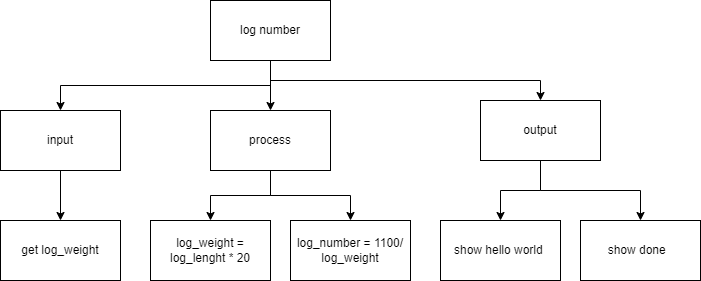 log number
input
process
output
get log_weight
log_weight =
log_lenght * 20
log_number = 1100/
log_weight
show hello world
show done